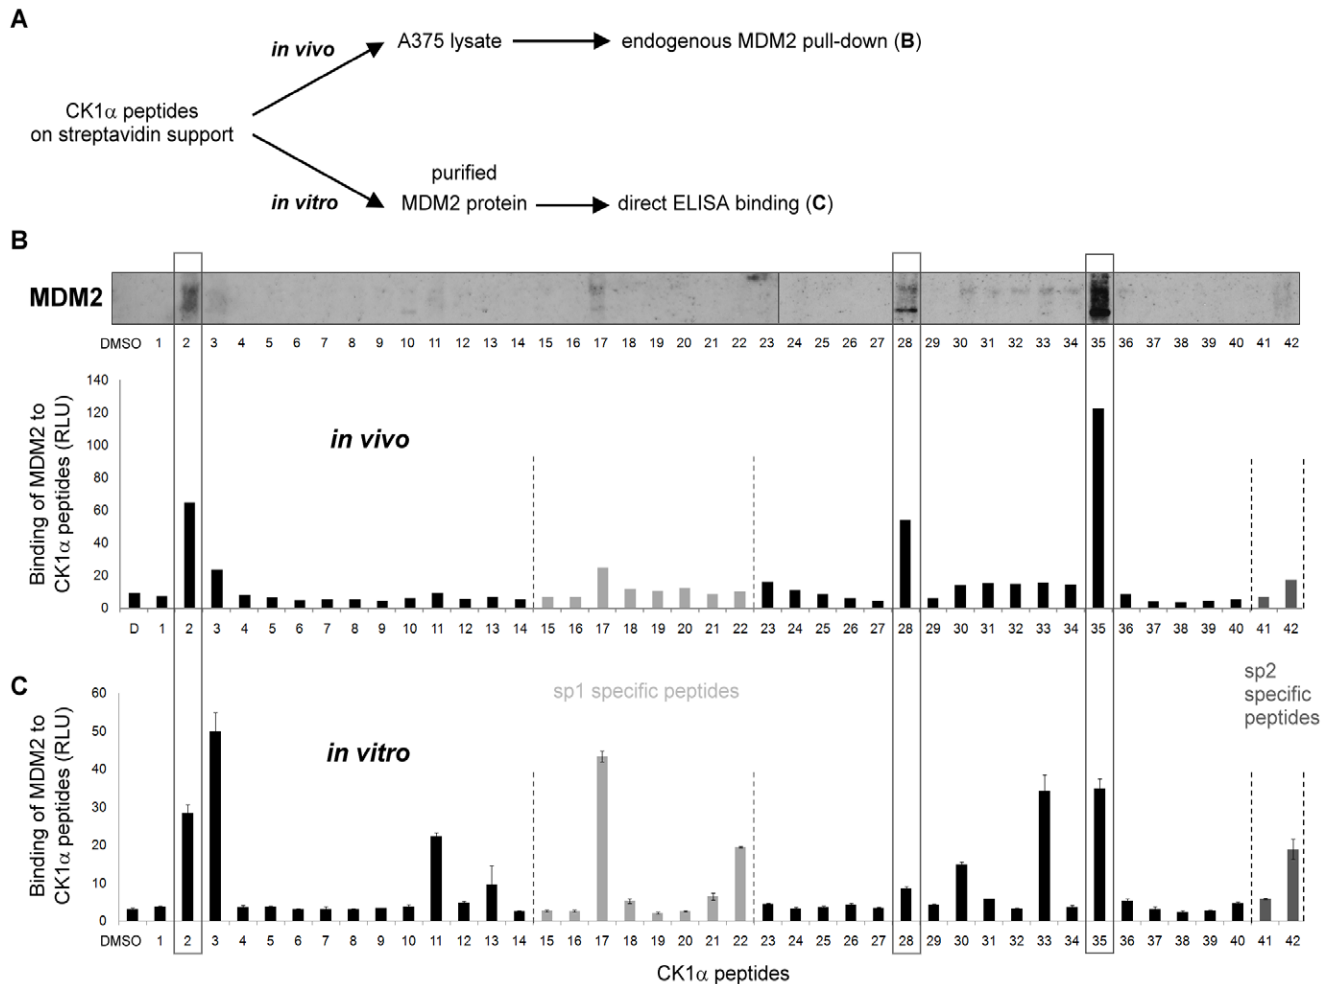 A
in vivo
A375 lysate
endogenous MDM2 pull-down (B)
CK1α peptides
on streptavidin support
purified
in vitro
MDM2 protein
direct ELISA binding (C)
B
MDM2
DMSO 1 2 3 4 5 6 7 8 9 10 11 12 13 14 15 16 17 18 19 20 21 22 23 24 25 26 27 28 29 30 31 32 33 34 35 36 37 38 39 40 41 42
Binding of MDM2 to
CK1α peptides (RLU)
140
120
100
80
60
40
20
0
in vivo
D 1 2 3 4 5 6 7 8 9 10 11 12 13 14 15 16 17 18 19 20 21 22 23 24 25 26 27 28 29 30 31 32 33 34 35 36 37 38 39 40 41 42
C
sp1 specific peptides
sp2
specific
peptides
Binding of MDM2 to
CK1α peptides (RLU)
60
50
40
30
20
10
0
in vitro
DMSO 1 2 3 4 5 6 7 8 9 10 11 12 13 14 15 16 17 18 19 20 21 22 23 24 25 26 27 28 29 30 31 32 33 34 35 36 37 38 39 40 41 42
CK1α peptides